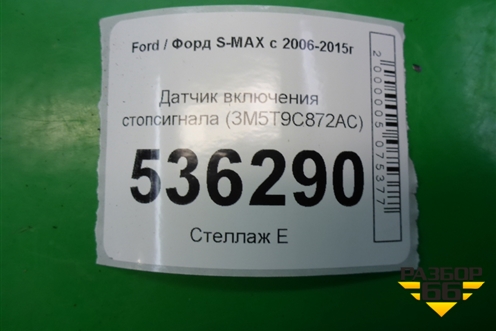 Ford / Форд S-MAX с 2006-2015г
Датчик включения
стопсигнала (3M5T9C872AC)
536290
Стеллаж Е
2000005075377
РАЗБОР
66